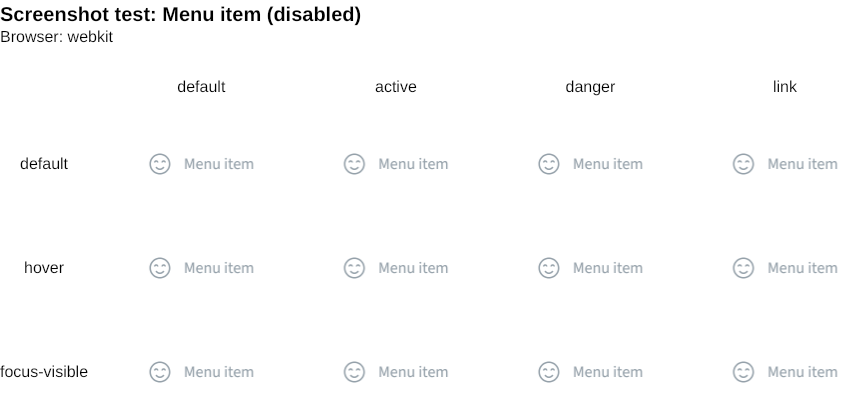 Screenshot test: Menu item (disabled)
Browser: webkit
default active danger link
default Menu item Menu item Menu item Menu item
hover Menu item Menu item Menu item Menu item
focus-visible Menu item Menu item Menu item Menu item